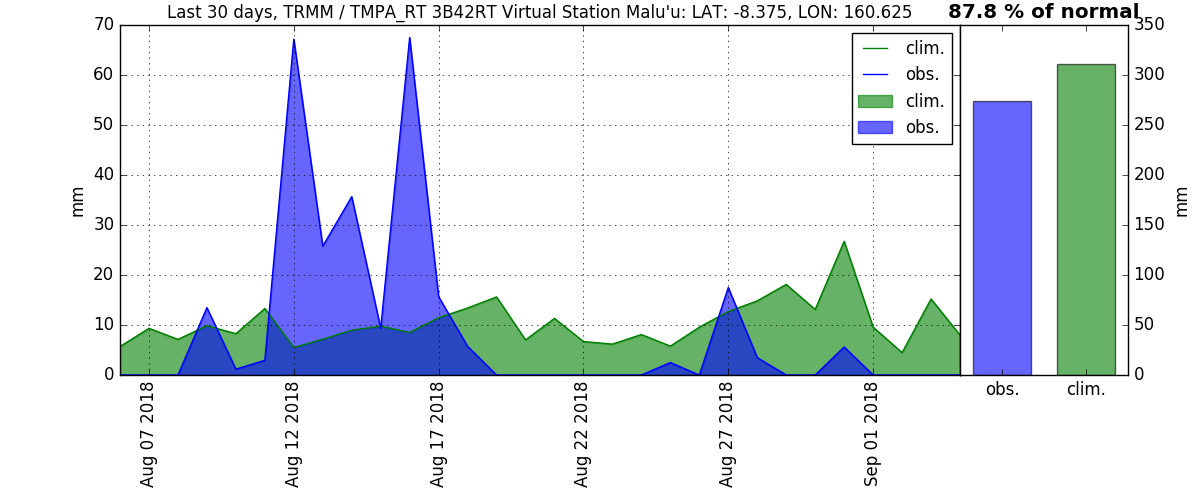 Last 30 days, TRMM / TMPA_RT 3B42RT Virtual Station Malu'u: LAT: -8.375, LON: 160.625
87.8 % of normal
70
60
50
40
30
20
10
0
mm
clim.
obs.
clim.
obs.
350
300
250
200
150
100
50
0
mm
obs.
clim.
Aug 07 2018
Aug 12 2018
Aug 17 2018
Aug 22 2018
Aug 27 2018
Sep 01 2018